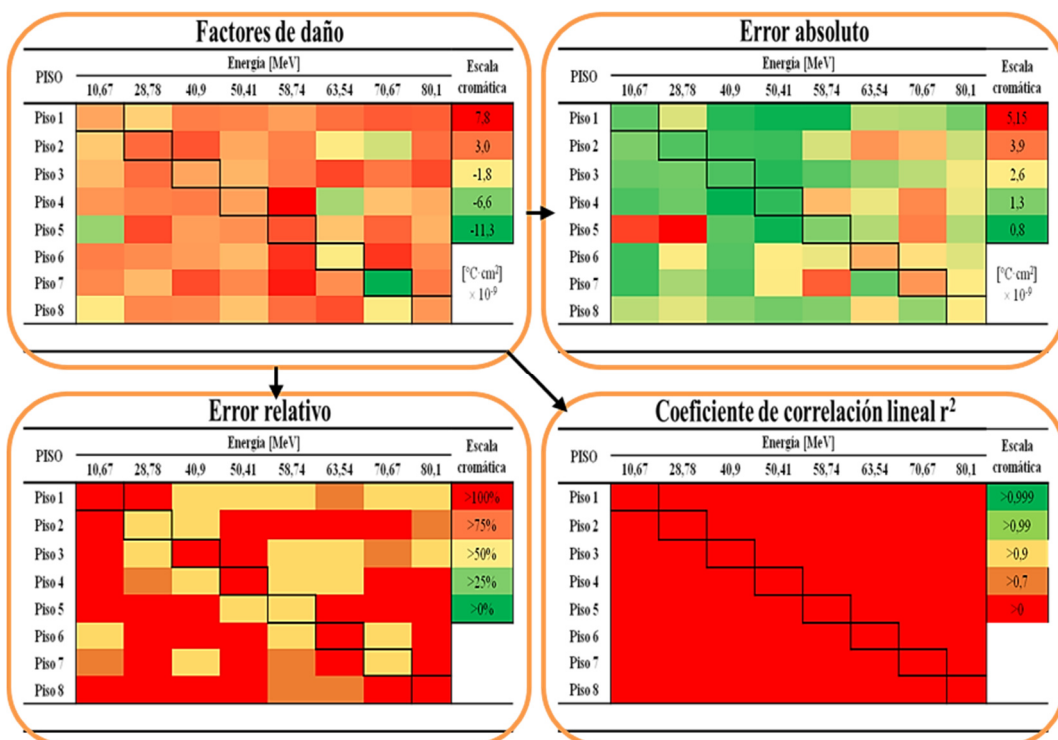 Factores de daño
PISO
Energía [MeV]
Escala cromática
10,67 28,78 40,9 50,41 58,74 63,54 70,67 80,1
Piso 1 7,8
Piso 2 3,0
Piso 3 -1,8
Piso 4 -6,6
Piso 5 -11,3
Piso 6
Piso 7
Piso 8
[°C·cm²]
× 10⁻⁹
Error absoluto
PISO
Energía [MeV]
Escala cromática
10,67 28,78 40,9 50,41 58,74 63,54 70,67 80,1
Piso 1 5,15
Piso 2 3,9
Piso 3 2,6
Piso 4 1,3
Piso 5 0,8
Piso 6
Piso 7
Piso 8
[°C·cm²]
× 10⁻⁹
Error relativo
PISO
Energía [MeV]
Escala cromática
10,67 28,78 40,9 50,41 58,74 63,54 70,67 80,1
Piso 1 >100%
Piso 2 >75%
Piso 3 >50%
Piso 4 >25%
Piso 5 >0%
Piso 6
Piso 7
Piso 8
Coeficiente de correlación lineal r²
PISO
Energía [MeV]
Escala cromática
10,67 28,78 40,9 50,41 58,74 63,54 70,67 80,1
Piso 1 >0,999
Piso 2 >0,99
Piso 3 >0,9
Piso 4 >0,7
Piso 5 >0
Piso 6
Piso 7
Piso 8